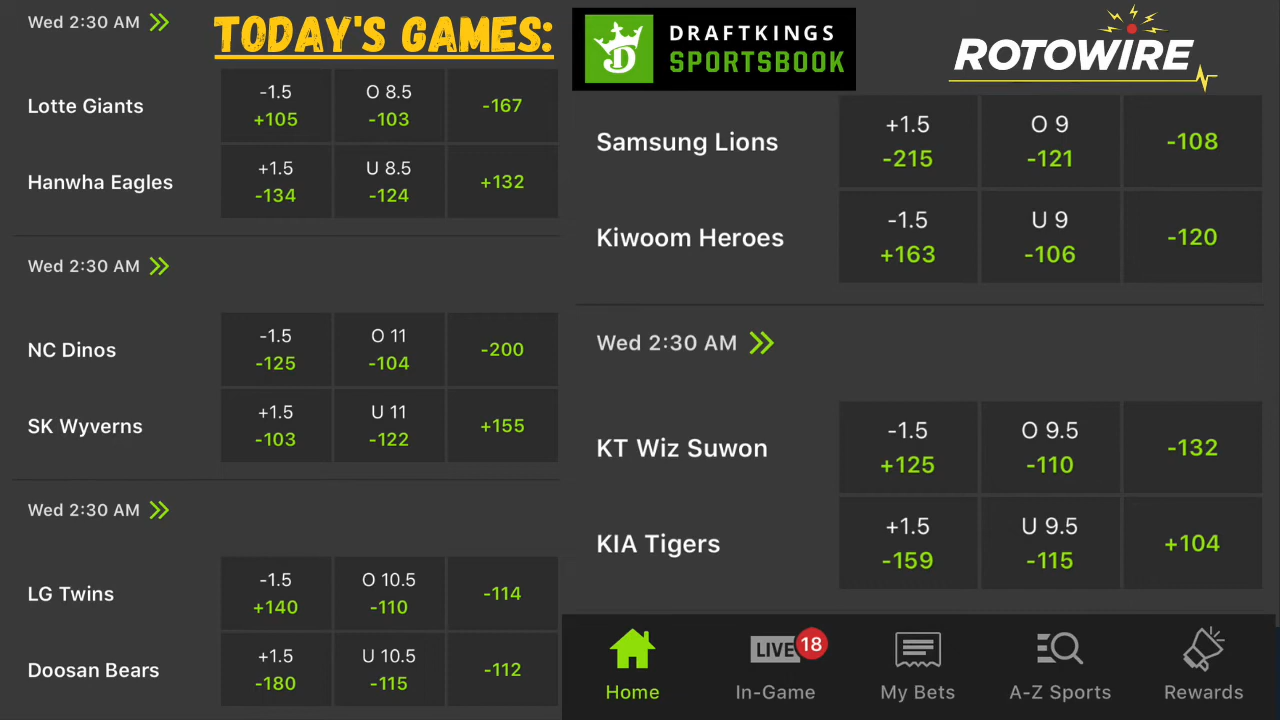 Wed 2:30 AM
TODAY'S GAMES:
Lotte Giants
-1.5
+105
O 8.5
-103
-167
Hanwha Eagles
+1.5
-134
U 8.5
-124
+132
Wed 2:30 AM
NC Dinos
-1.5
-125
O 11
-104
-200
SK Wyverns
+1.5
-103
U 11
-122
+155
Wed 2:30 AM
LG Twins
-1.5
+140
O 10.5
-110
-114
Doosan Bears
+1.5
-180
U 10.5
-115
-112
DRAFTKINGS
SPORTSBOOK
ROTOWIRE
Samsung Lions
+1.5
-215
O 9
-121
-108
Kiwoom Heroes
-1.5
+163
U 9
-106
-120
Wed 2:30 AM
KT Wiz Suwon
-1.5
+125
O 9.5
-110
-132
KIA Tigers
+1.5
-159
U 9.5
-115
+104
Home
LIVE 18
In-Game
My Bets
A-Z Sports
Rewards